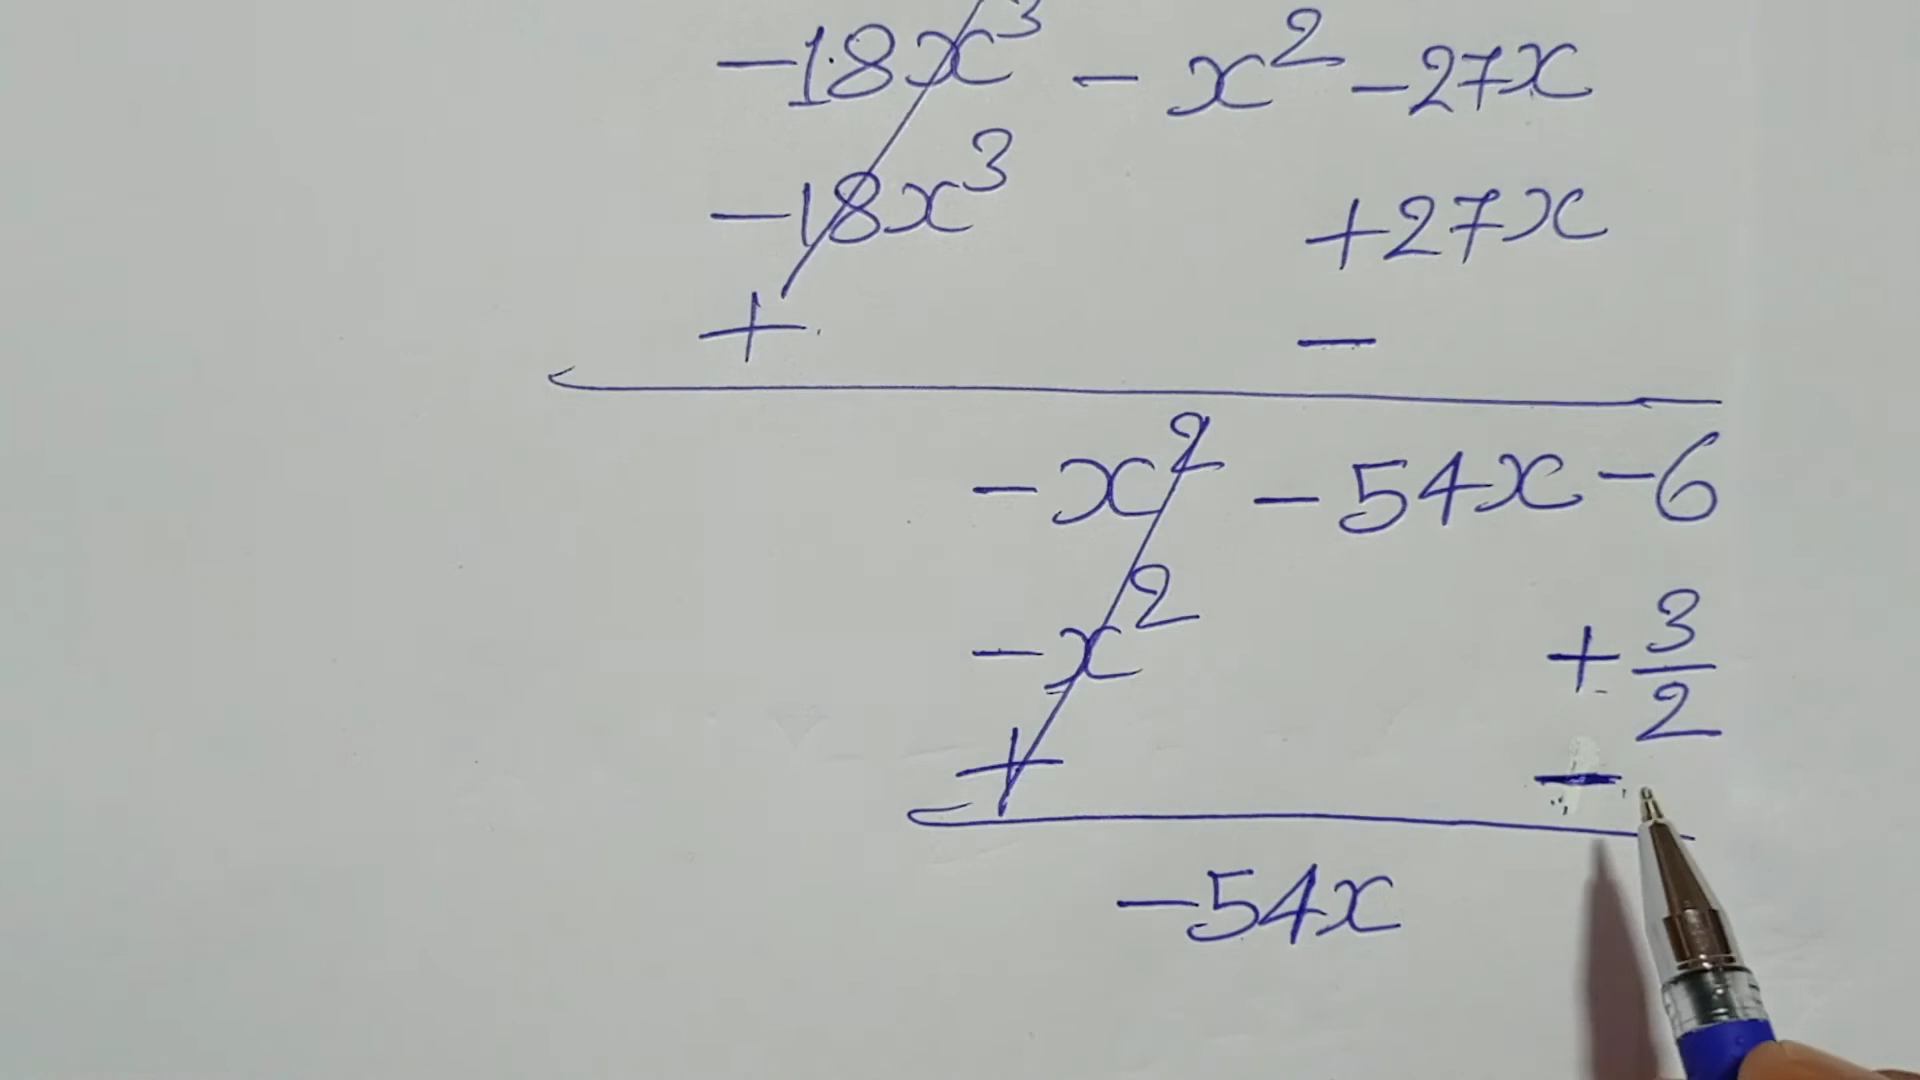 -18x³ - x² -27x
-18x³ +27x
+ -
-x² - 54x -6
-x² + 3/2
+ -
-54x